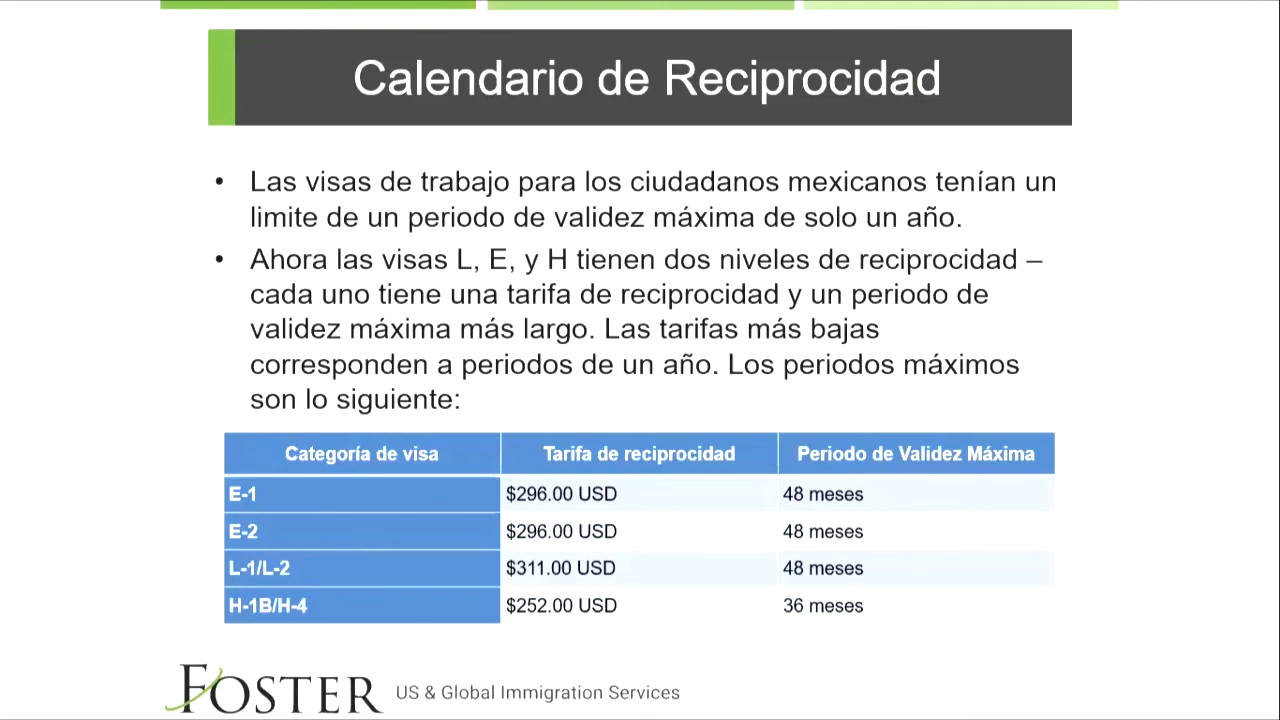 Calendario de Reciprocidad
• Las visas de trabajo para los ciudadanos mexicanos tenían un
limite de un periodo de validez máxima de solo un año.
• Ahora las visas L, E, y H tienen dos niveles de reciprocidad –
cada uno tiene una tarifa de reciprocidad y un periodo de
validez máxima más largo. Las tarifas más bajas
corresponden a periodos de un año. Los periodos máximos
son lo siguiente:
Categoría de visa Tarifa de reciprocidad Periodo de Validez Máxima
E-1 $296.00 USD 48 meses
E-2 $296.00 USD 48 meses
L-1/L-2 $311.00 USD 48 meses
H-1B/H-4 $252.00 USD 36 meses
FOSTER US & Global Immigration Services